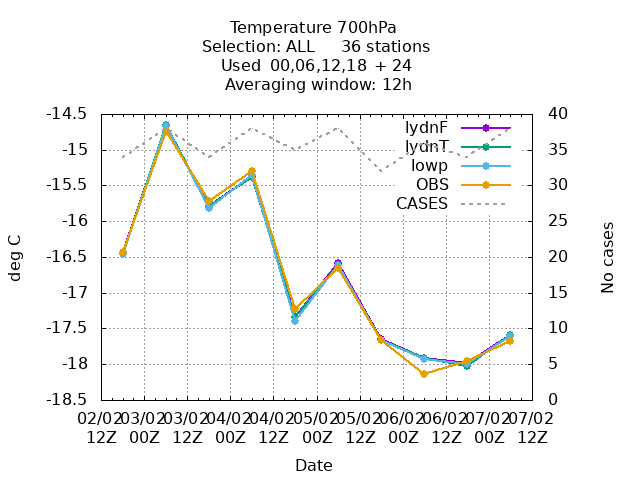 Temperature 700hPa
Selection: ALL 36 stations
Used 00,06,12,18 + 24
Averaging window: 12h
-14.5 40
lydnF
-15 lydnT 35
lowp
-15.5 OBS 30
CASES
-16 25
-16.5 20
-17 15
-17.5 10
-18 5
-18.5 0
deg C
No cases
02/02 03/02 03/02 04/02 04/02 05/02 05/02 06/02 06/02 07/02 07/02
12Z 00Z 12Z 00Z 12Z 00Z 12Z 00Z 12Z 00Z 12Z
Date